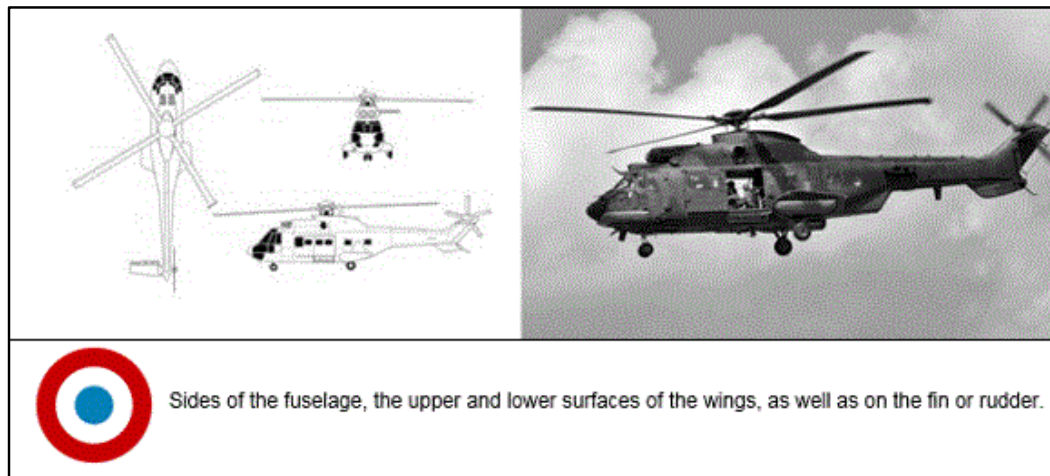 Sides of the fuselage, the upper and lower surfaces of the wings, as well as on the fin or rudder.